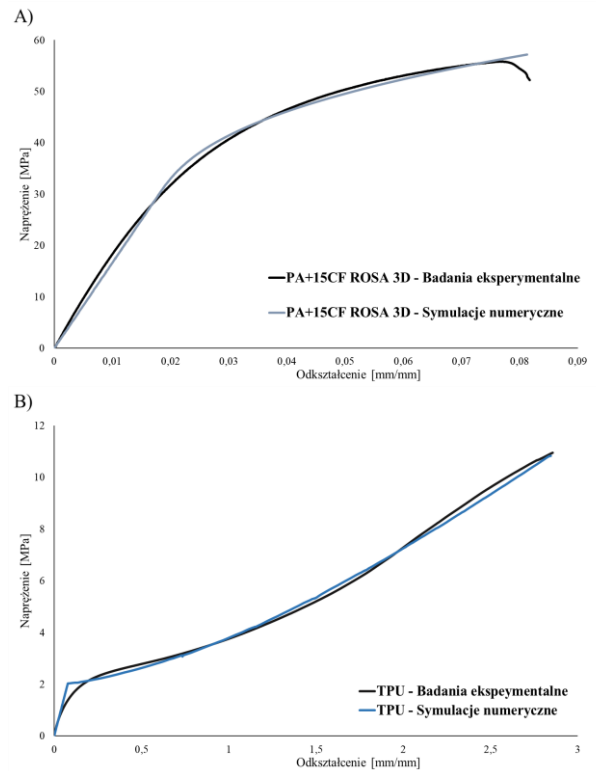 A)
60
50
40
30
20
10
0
Naprężenie [MPa]
PA+15CF ROSA 3D - Badania eksperymentalne
PA+15CF ROSA 3D - Symulacje numeryczne
0 0,01 0,02 0,03 0,04 0,05 0,06 0,07 0,08 0,09
Odkształcenie [mm/mm]
B)
12
10
8
6
4
2
0
Naprężenie [MPa]
TPU - Badania ekspeymentalne
TPU - Symulacje numeryczne
0 0,5 1 1,5 2 2,5 3
Odkształcenie [mm/mm]